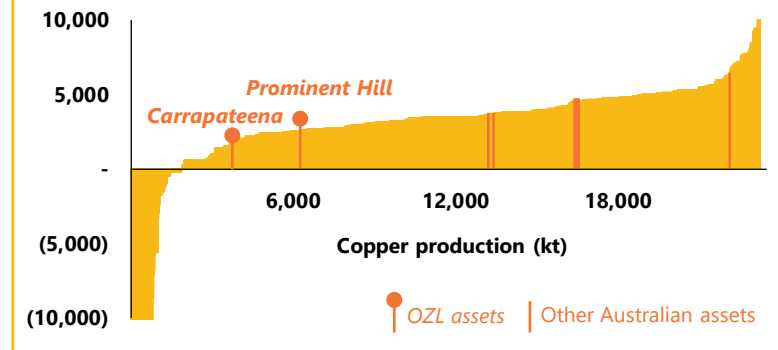 10,000
Prominent Hill
5,000
Carrapateena
-
6,000 12,000 18,000
(5,000)
Copper production (kt)
(10,000)
OZL assets Other Australian assets